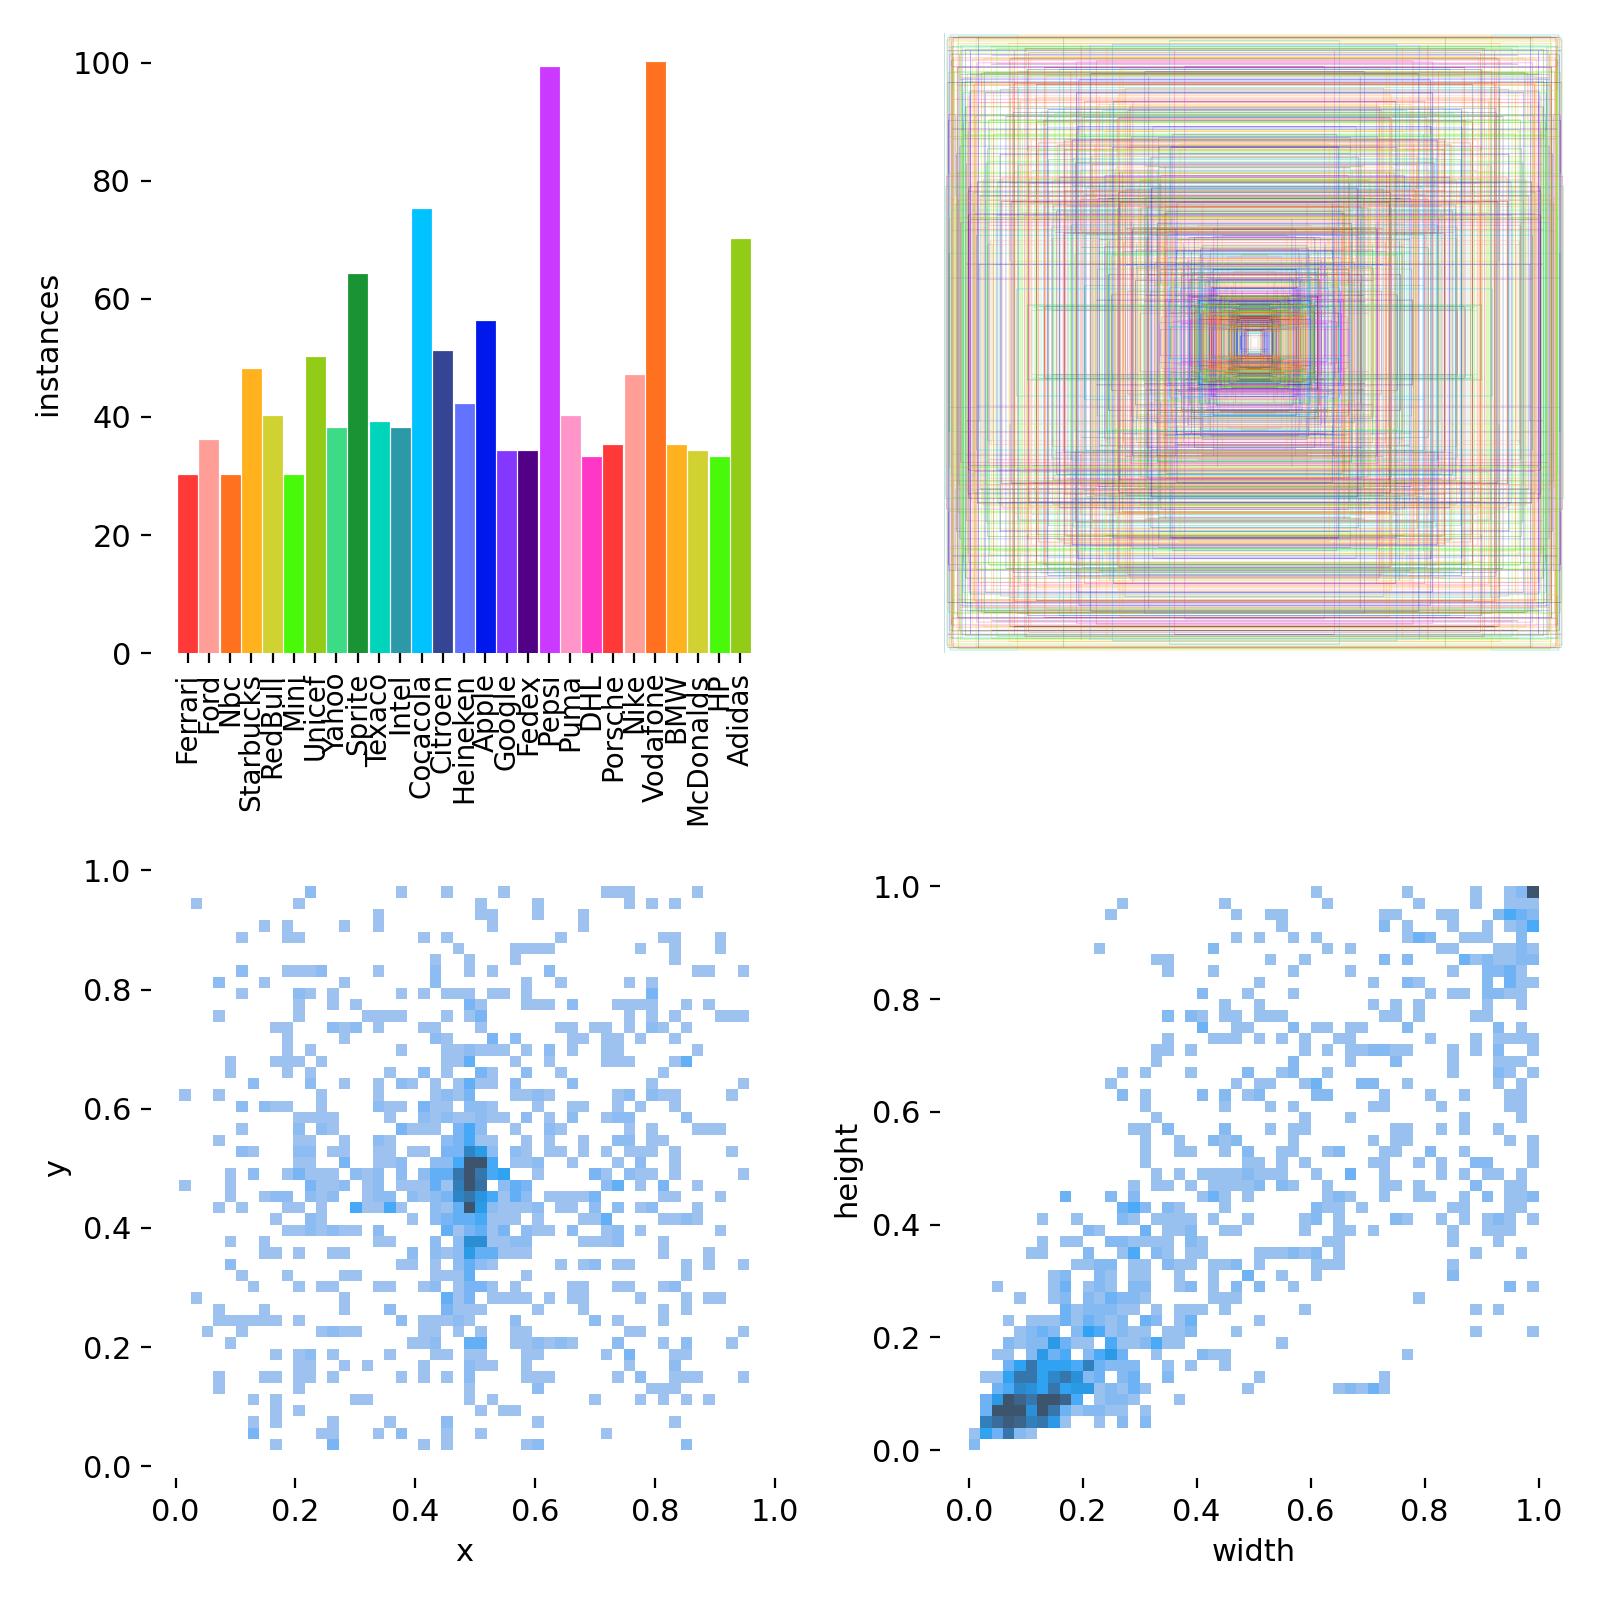 100
80
60
40
20
0
instances
Ferrari
Ford
Nbc
Starbucks
RedBull
Mini
Unicef
Yahoo
Sprite
Texaco
Intel
Cocacola
Citroen
Heineken
Apple
Google
Fedex
Pepsi
Puma
DHL
Porsche
Nike
Vodafone
BMW
McDonalds
HP
Adidas
1.0
0.8
0.6
0.4
0.2
0.0
y
0.0 0.2 0.4 0.6 0.8 1.0
x
1.0
0.8
0.6
0.4
0.2
0.0
height
0.0 0.2 0.4 0.6 0.8 1.0
width